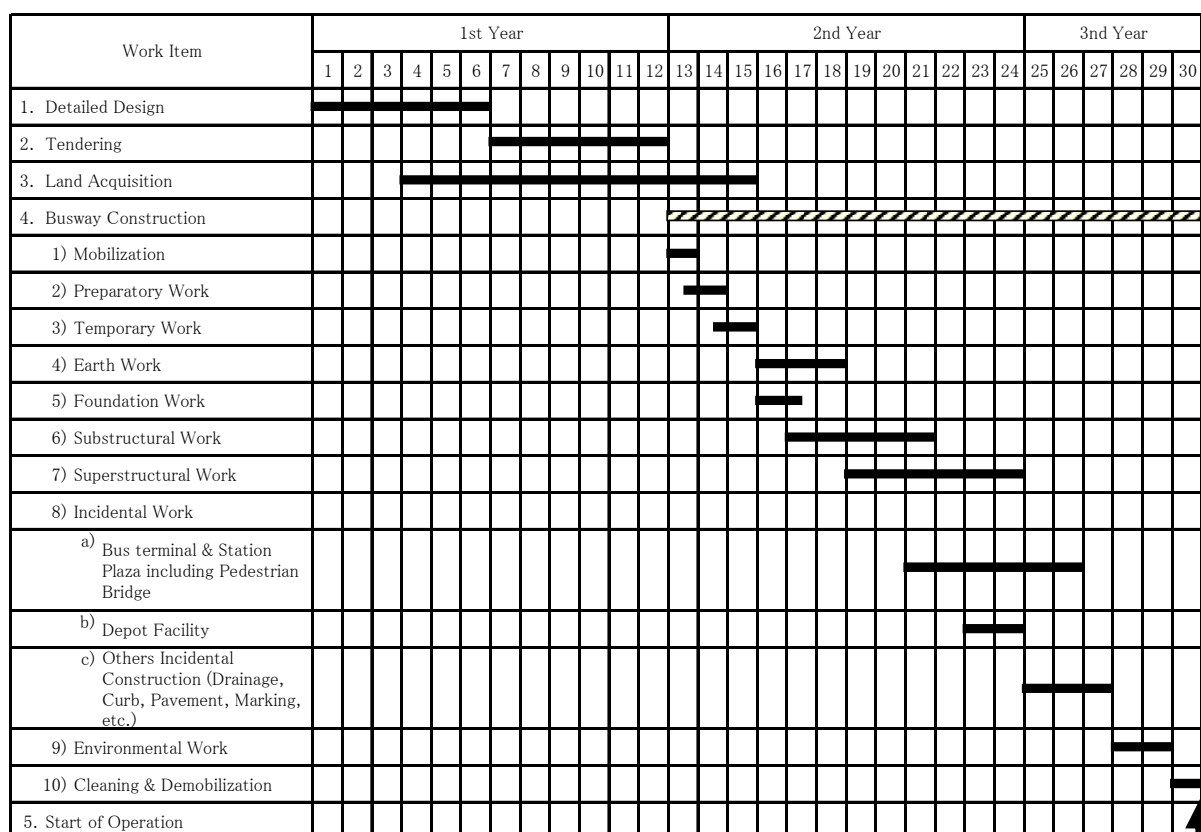 Work Item
1st Year
2nd Year
3nd Year
1 2 3 4 5 6 7 8 9 10 11 12 13 14 15 16 17 18 19 20 21 22 23 24 25 26 27 28 29 30
1. Detailed Design
2. Tendering
3. Land Acquisition
4. Busway Construction
1) Mobilization
2) Preparatory Work
3) Temporary Work
4) Earth Work
5) Foundation Work
6) Substructural Work
7) Superstructural Work
8) Incidental Work
a) Bus terminal & Station
Plaza including Pedestrian
Bridge
b) Depot Facility
c) Others Incidental
Construction (Drainage,
Curb, Pavement, Marking,
etc.)
9) Environmental Work
10) Cleaning & Demobilization
5. Start of Operation